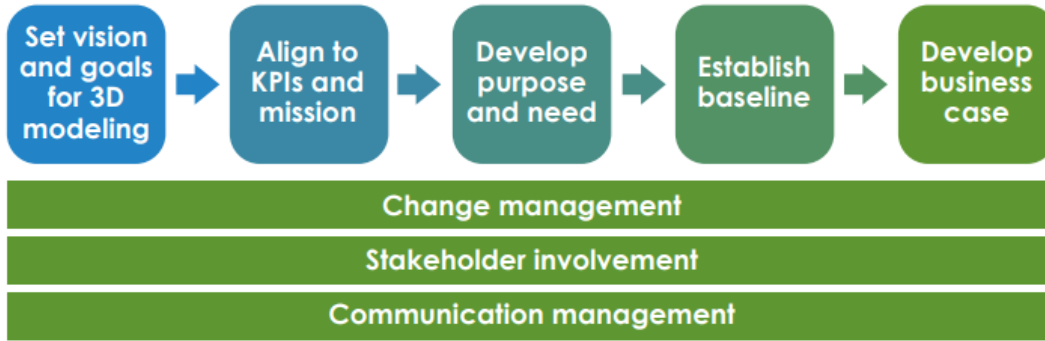 Set vision
and goals
for 3D
modeling
Align to
KPIs and
mission
Develop
purpose
and need
Establish
baseline
Develop
business
case
Change management
Stakeholder involvement
Communication management